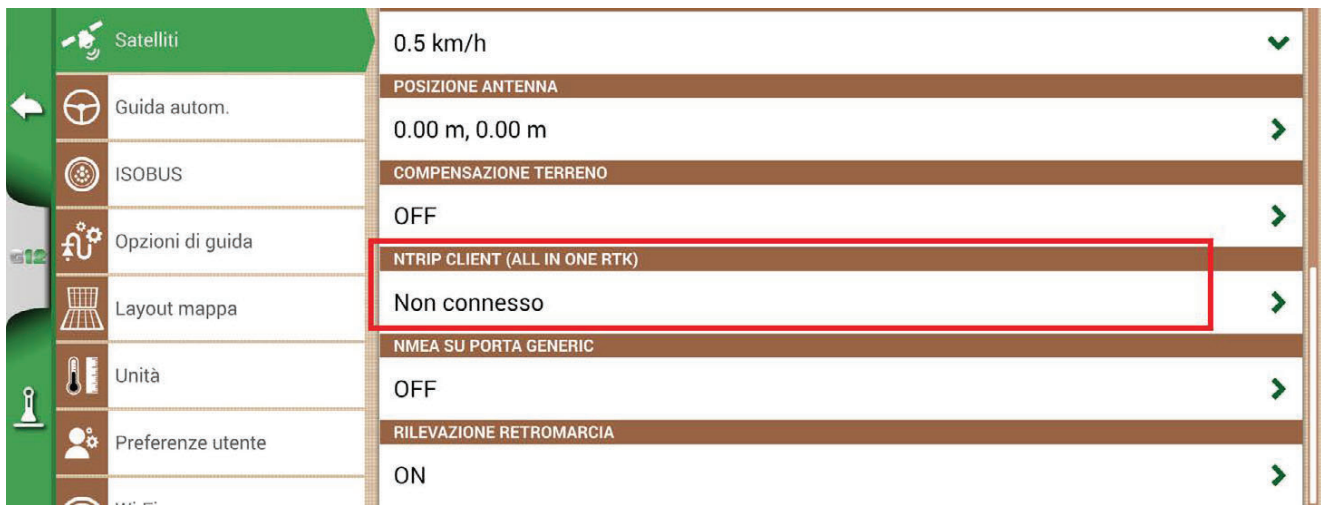 Satelliti
Guida autom.
ISOBUS
Opzioni di guida
Layout mappa
Unità
Preferenze utente
G12
0.5 km/h
POSIZIONE ANTENNA
0.00 m, 0.00 m
COMPENSAZIONE TERRENO
OFF
NTRIP CLIENT (ALL IN ONE RTK)
Non connesso
NMEA SU PORTA GENERIC
OFF
RILEVAZIONE RETROMARCIA
ON